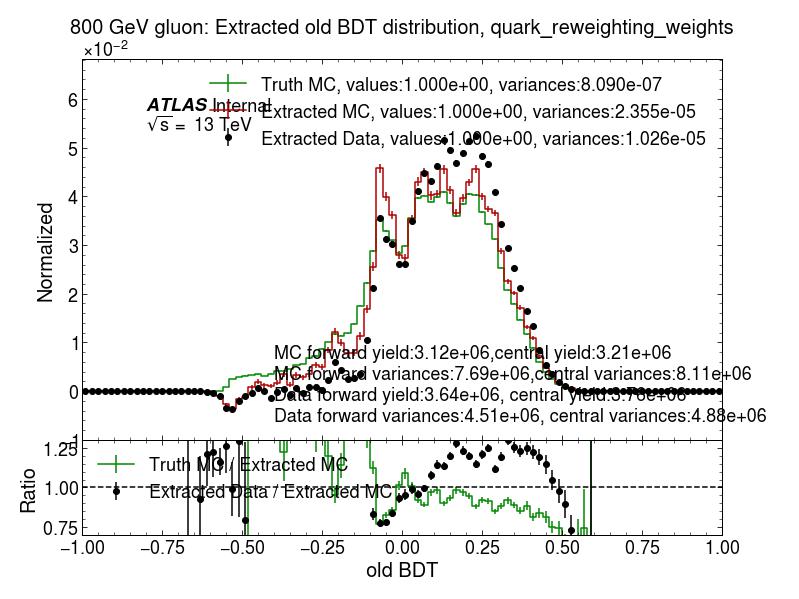 800 GeV gluon: Extracted old BDT distribution, quark_reweighting_weights
×10⁻²
Truth MC, values:1.000e+00, variances:8.090e-07
ATLAS Internal
Extracted MC, values:1.000e+00, variances:2.355e-05
√s = 13 TeV
Extracted Data, values:1.000e+00, variances:1.026e-05
6
5
4
3
2
1
0
Normalized
MC forward yield:3.12e+06,central yield:3.21e+06
MC forward variances:7.69e+06,central variances:8.11e+06
Data forward yield:3.64e+06, central yield:3.78e+06
Data forward variances:4.51e+06, central variances:4.88e+06
1.25
1.00
0.75
Ratio
Truth MC / Extracted MC
Extracted Data / Extracted MC
−1.00 −0.75 −0.50 −0.25 0.00 0.25 0.50 0.75 1.00
old BDT